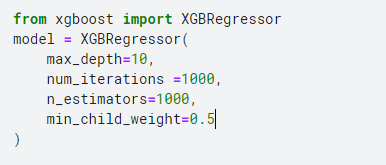 from xgboost import XGBRegressor
model = XGBRegressor(
    max_depth=10,
    num_iterations =1000,
    n_estimators=1000,
    min_child_weight=0.5
)